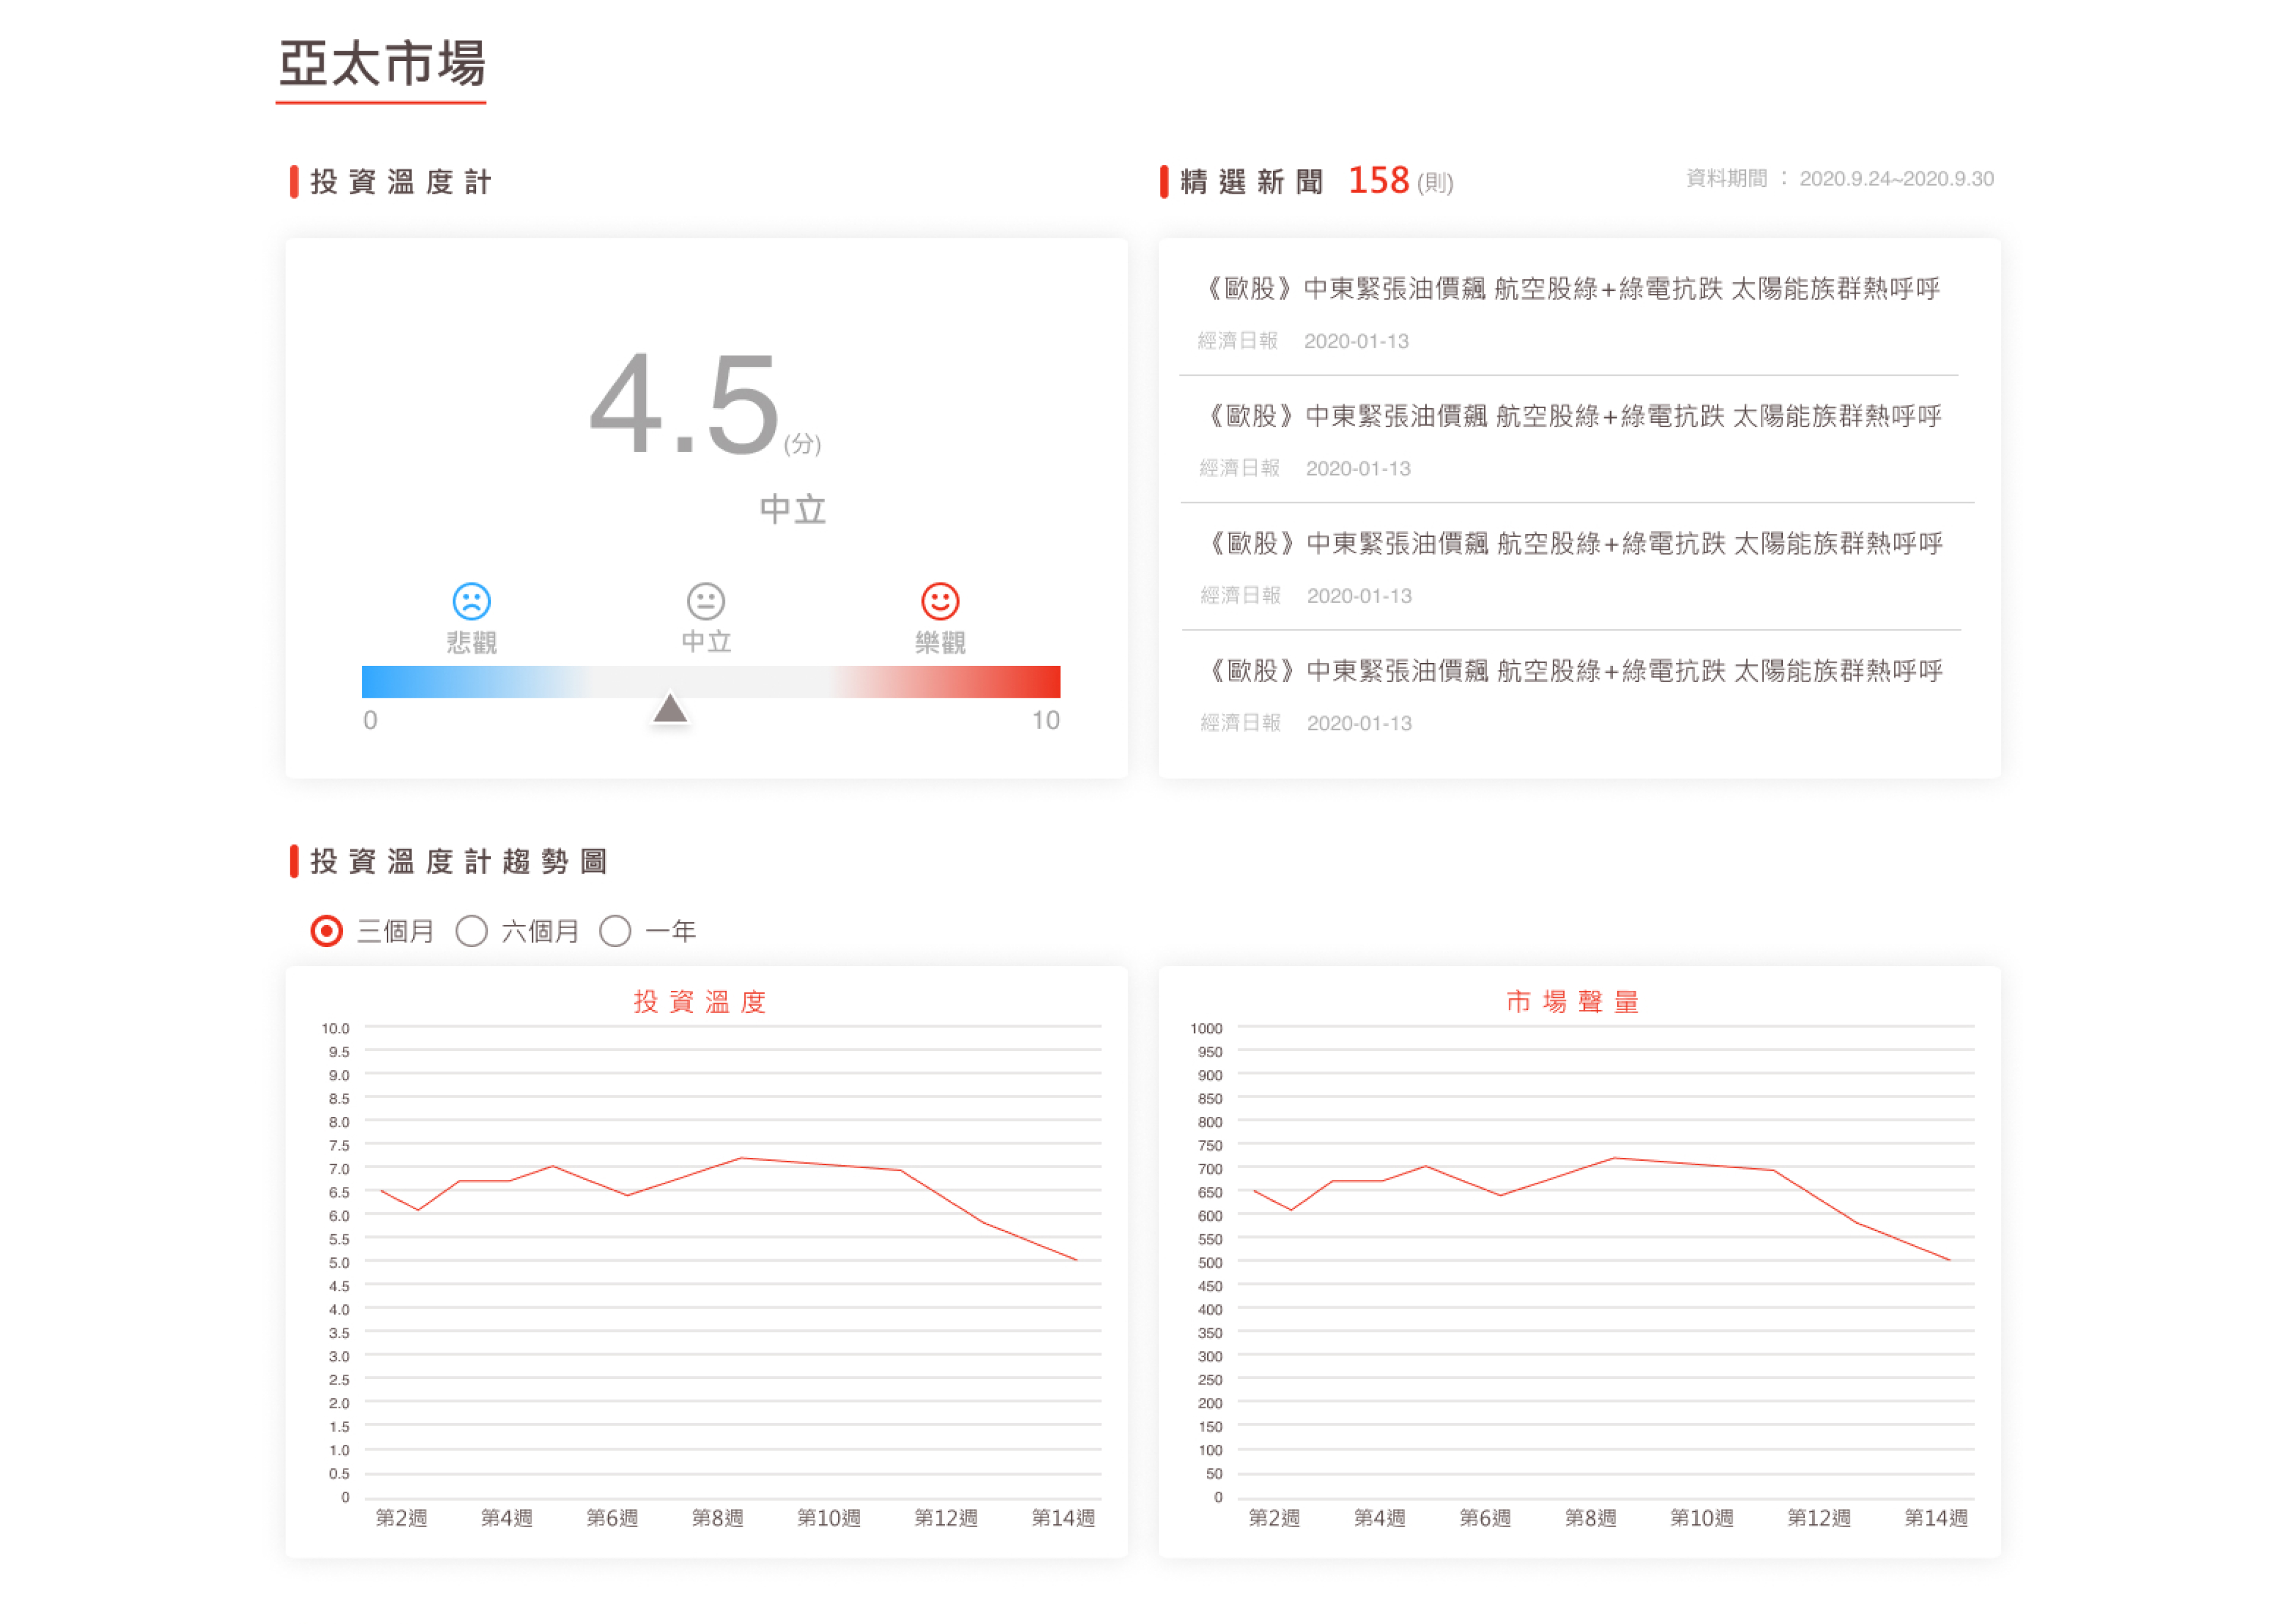 亞太市場
投資溫度計
精選新聞 158 (則)
資料期間 : 2020.9.24~2020.9.30
4.5 (分)
中立
悲觀 中立 樂觀
0 10
《歐股》中東緊張油價飆 航空股綠+綠電抗跌 太陽能族群熱呼呼
經濟日報 2020-01-13
《歐股》中東緊張油價飆 航空股綠+綠電抗跌 太陽能族群熱呼呼
經濟日報 2020-01-13
《歐股》中東緊張油價飆 航空股綠+綠電抗跌 太陽能族群熱呼呼
經濟日報 2020-01-13
《歐股》中東緊張油價飆 航空股綠+綠電抗跌 太陽能族群熱呼呼
經濟日報 2020-01-13
投資溫度計趨勢圖
三個月 六個月 一年
投資溫度
10.0
9.5
9.0
8.5
8.0
7.5
7.0
6.5
6.0
5.5
5.0
4.5
4.0
3.5
3.0
2.5
2.0
1.5
1.0
0.5
0
第2週 第4週 第6週 第8週 第10週 第12週 第14週
市場聲量
1000
950
900
850
800
750
700
650
600
550
500
450
400
350
300
250
200
150
100
50
0
第2週 第4週 第6週 第8週 第10週 第12週 第14週